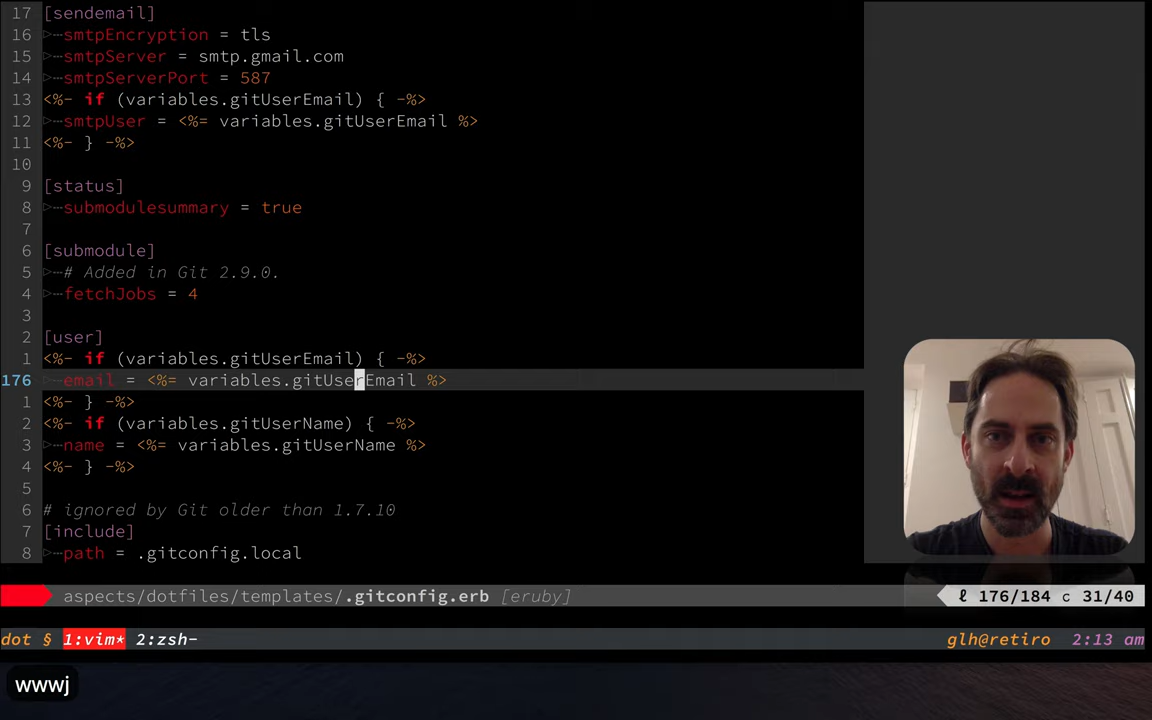 17 [sendemail]
16 ▷┈smtpEncryption = tls
15 ▷┈smtpServer = smtp.gmail.com
14 ▷┈smtpServerPort = 587
13 <%- if (variables.gitUserEmail) { -%>
12 ▷┈smtpUser = <%= variables.gitUserEmail %>
11 <%- } -%>
10
9 [status]
8 ▷┈submodulesummary = true
7
6 [submodule]
5 ▷┈# Added in Git 2.9.0.
4 ▷┈fetchJobs = 4
3
2 [user]
1 <%- if (variables.gitUserEmail) { -%>
176 ▷┈email = <%= variables.gitUserEmail %>
1 <%- } -%>
2 <%- if (variables.gitUserName) { -%>
3 ▷┈name = <%= variables.gitUserName %>
4 <%- } -%>
5
6 # ignored by Git older than 1.7.10
7 [include]
8 ▷┈path = .gitconfig.local
aspects/dotfiles/templates/.gitconfig.erb [eruby] ℓ 176/184 c 31/40
dot § 1:vim* 2:zsh- glh@retiro 2:13 am
wwwj